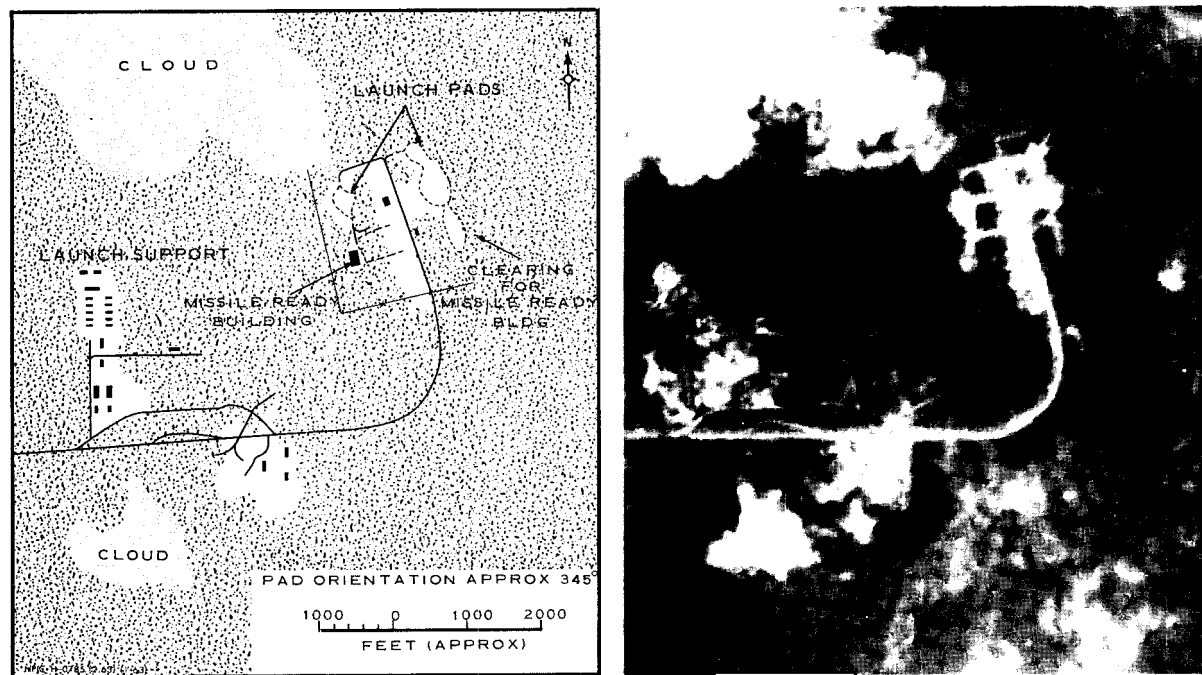 CLOUD
N
LAUNCH PADS
LAUNCH SUPPORT
MISSILE READY
BUILDING
CLEARING
FOR
MISSILE READY
BLDG
CLOUD
PAD ORIENTATION APPROX 345°
1000 0 1000 2000
FEET (APPROX)